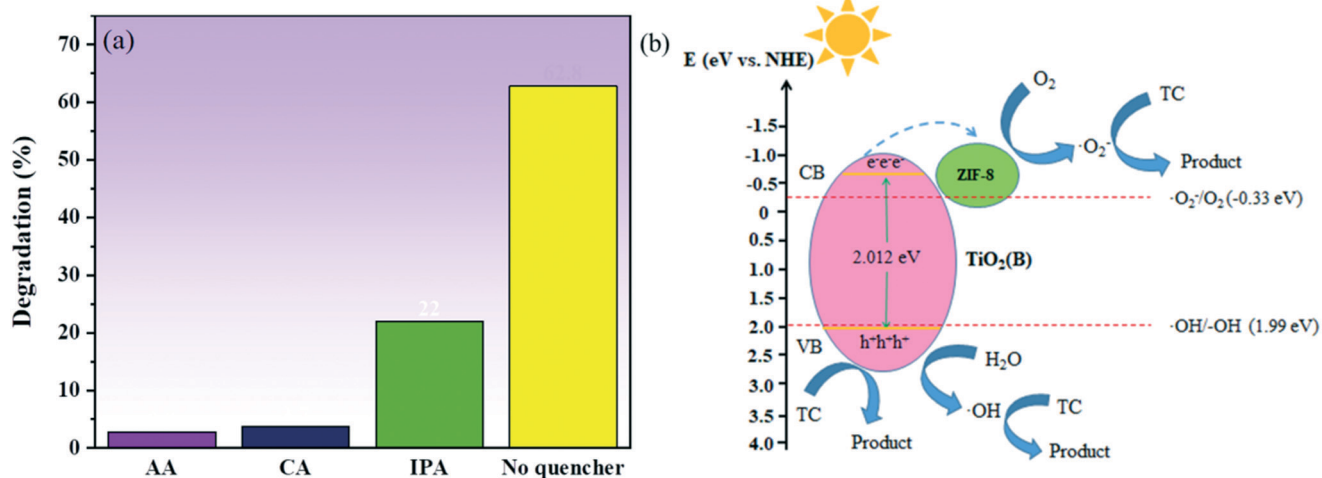 (a)
Degradation (%)
70
60
50
40
30
20
10
0
62.8
22
AA CA IPA No quencher
(b)
E (eV vs. NHE)
-1.5
-1.0
-0.5
0
0.5
1.0
1.5
2.0
2.5
3.0
3.5
4.0
CB
e⁻e⁻e⁻
ZIF-8
O₂
·O₂⁻
TC
Product
·O₂⁻/O₂ (-0.33 eV)
2.012 eV
TiO₂(B)
·OH/-OH (1.99 eV)
VB
h⁺h⁺h⁺
H₂O
TC
·OH
TC
Product
Product